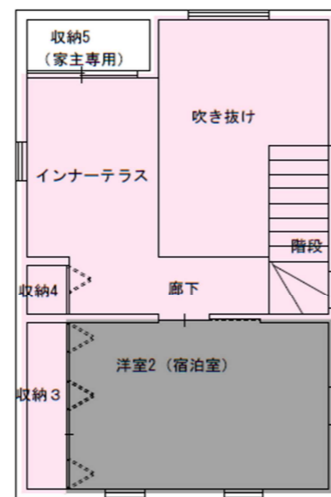 収納5
（家主専用）
吹き抜け
インナーテラス
階段
収納4
廊下
洋室2（宿泊室）
収納３